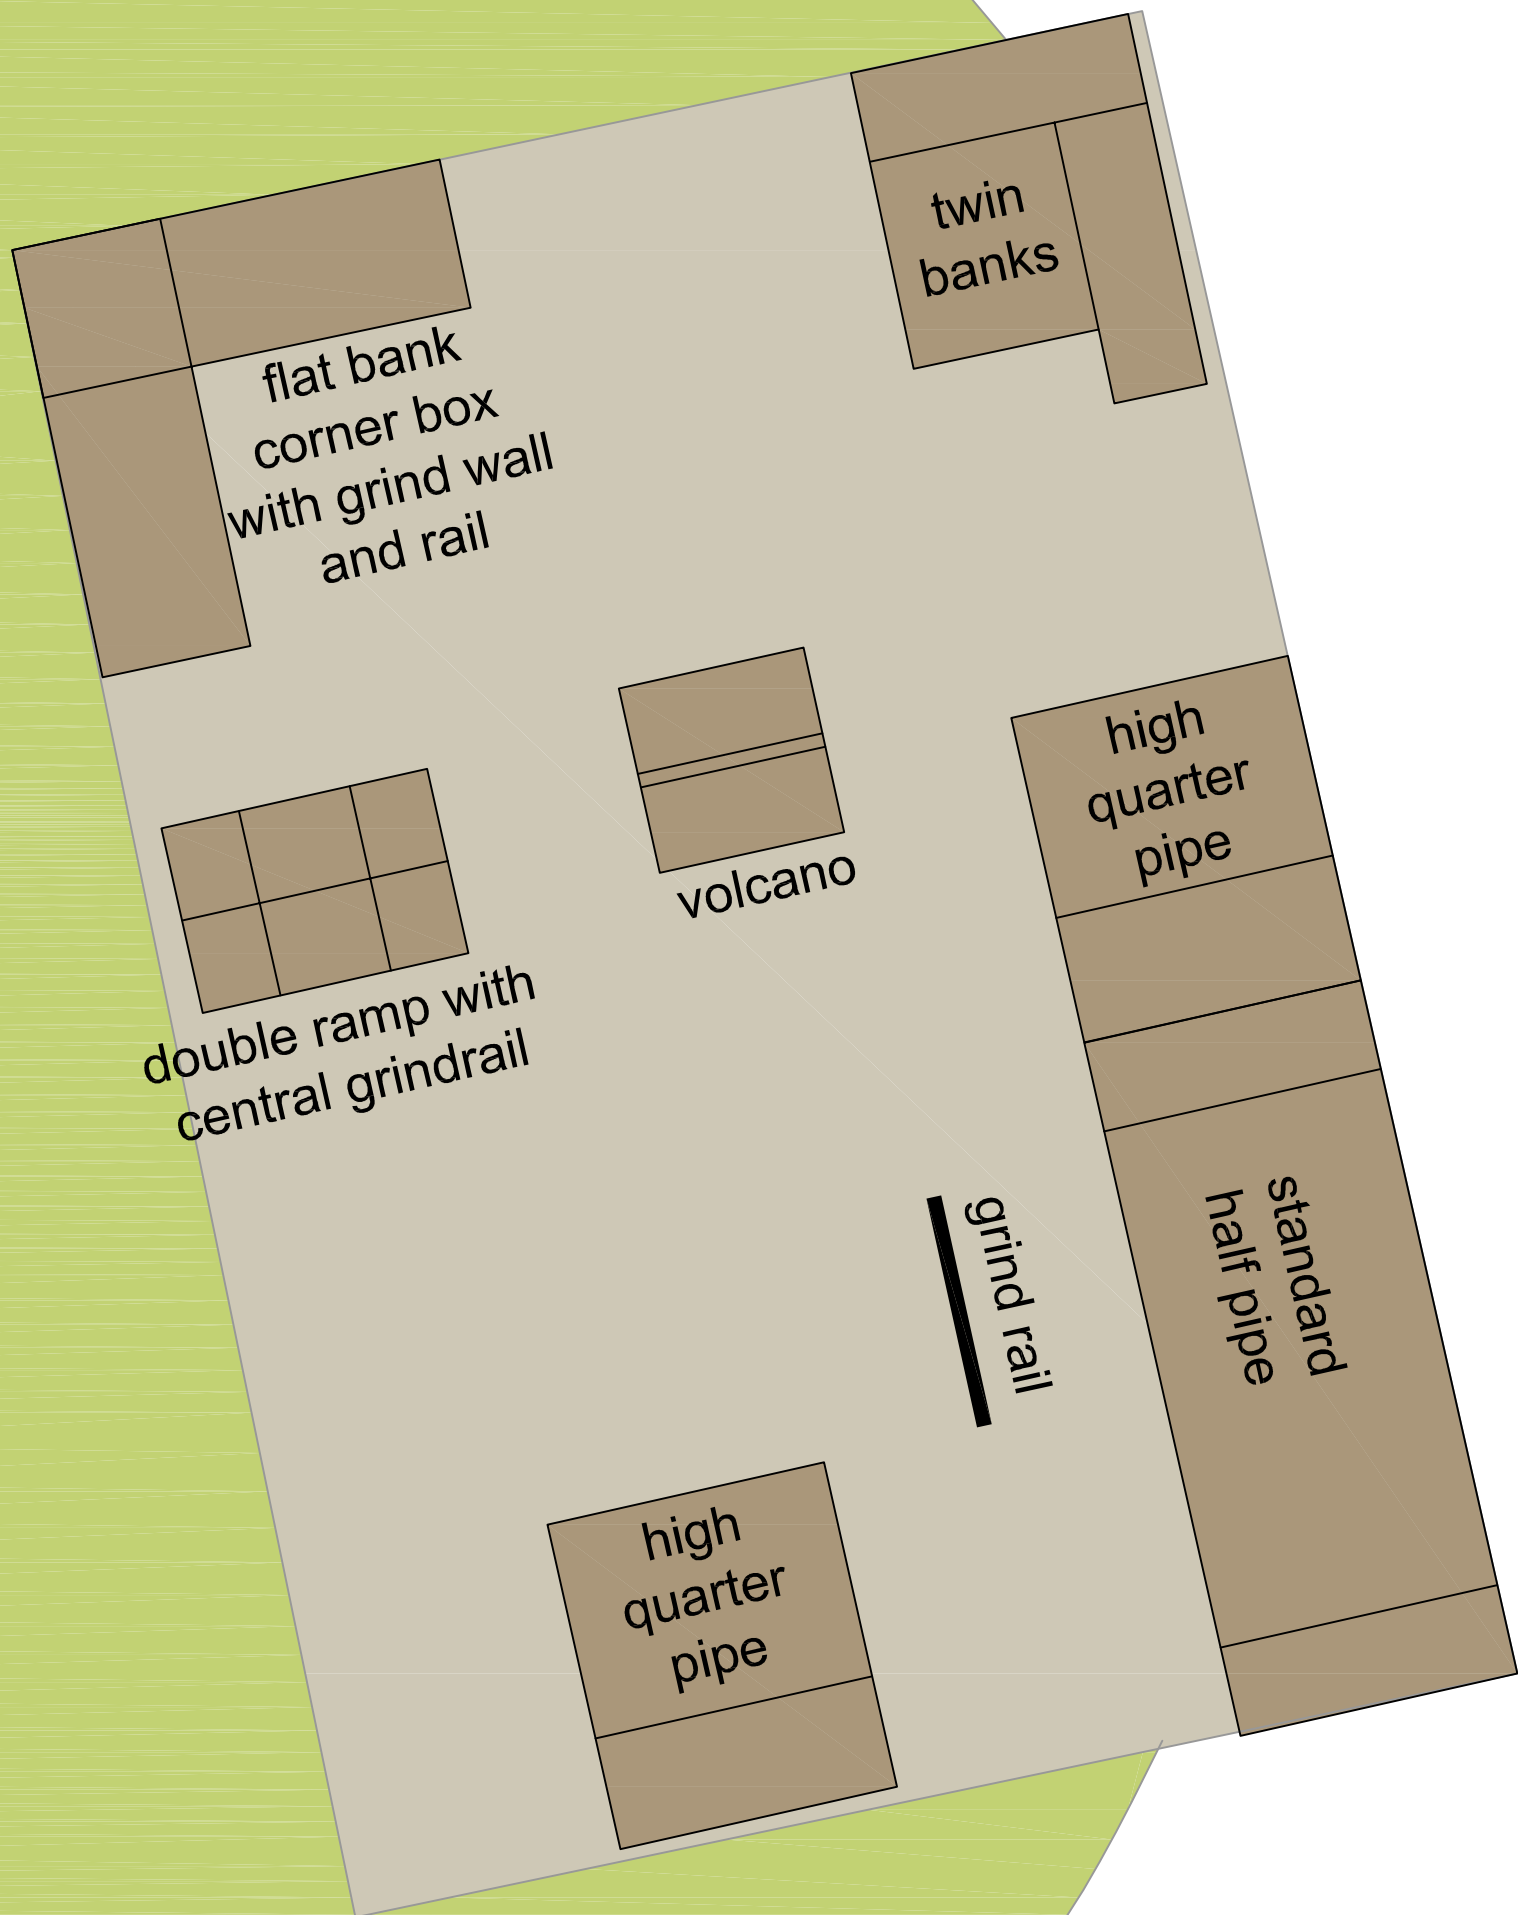 twin
banks
flat bank
corner box
with grind wall
and rail
high
quarter
pipe
volcano
double ramp with
central grindrail
grind rail
standard
half pipe
high
quarter
pipe